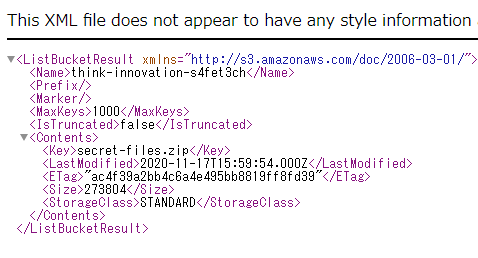 This XML file does not appear to have any style information
▼<ListBucketResult xmlns="http://s3.amazonaws.com/doc/2006-03-01/">
<Name>think-innovation-s4fet3ch</Name>
<Prefix/>
<Marker/>
<MaxKeys>1000</MaxKeys>
<IsTruncated>false</IsTruncated>
▼<Contents>
<Key>secret-files.zip</Key>
<LastModified>2020-11-17T15:59:54.000Z</LastModified>
<ETag>"ac4f39a2bb4c6a4e495bb8819ff8fd39"</ETag>
<Size>273804</Size>
<StorageClass>STANDARD</StorageClass>
</Contents>
</ListBucketResult>